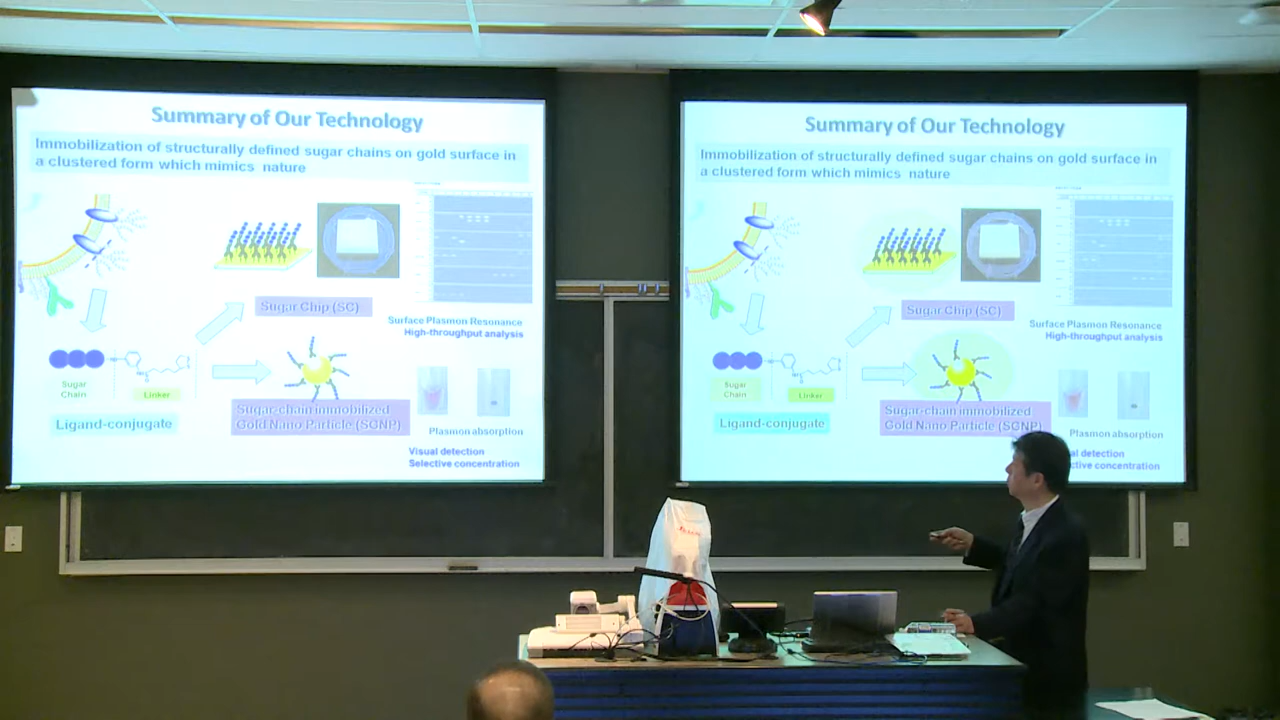 Summary of Our Technology
Immobilization of structurally defined sugar chains on gold surface in
a clustered form which mimics nature
Sugar Chip (SC)
Surface Plasmon Resonance
High-throughput analysis
Sugar
Chain
Linker
Ligand-conjugate
Sugar-chain immobilized
Gold Nano Particle (SGNP)
Plasmon absorption
Visual detection
Selective concentration
Summary of Our Technology
Immobilization of structurally defined sugar chains on gold surface in
a clustered form which mimics nature
Sugar Chip (SC)
Surface Plasmon Resonance
High-throughput analysis
Sugar
Chain
Linker
Ligand-conjugate
Sugar-chain immobilized
Gold Nano Particle (SGNP)
Plasmon absorption
detection
concentration